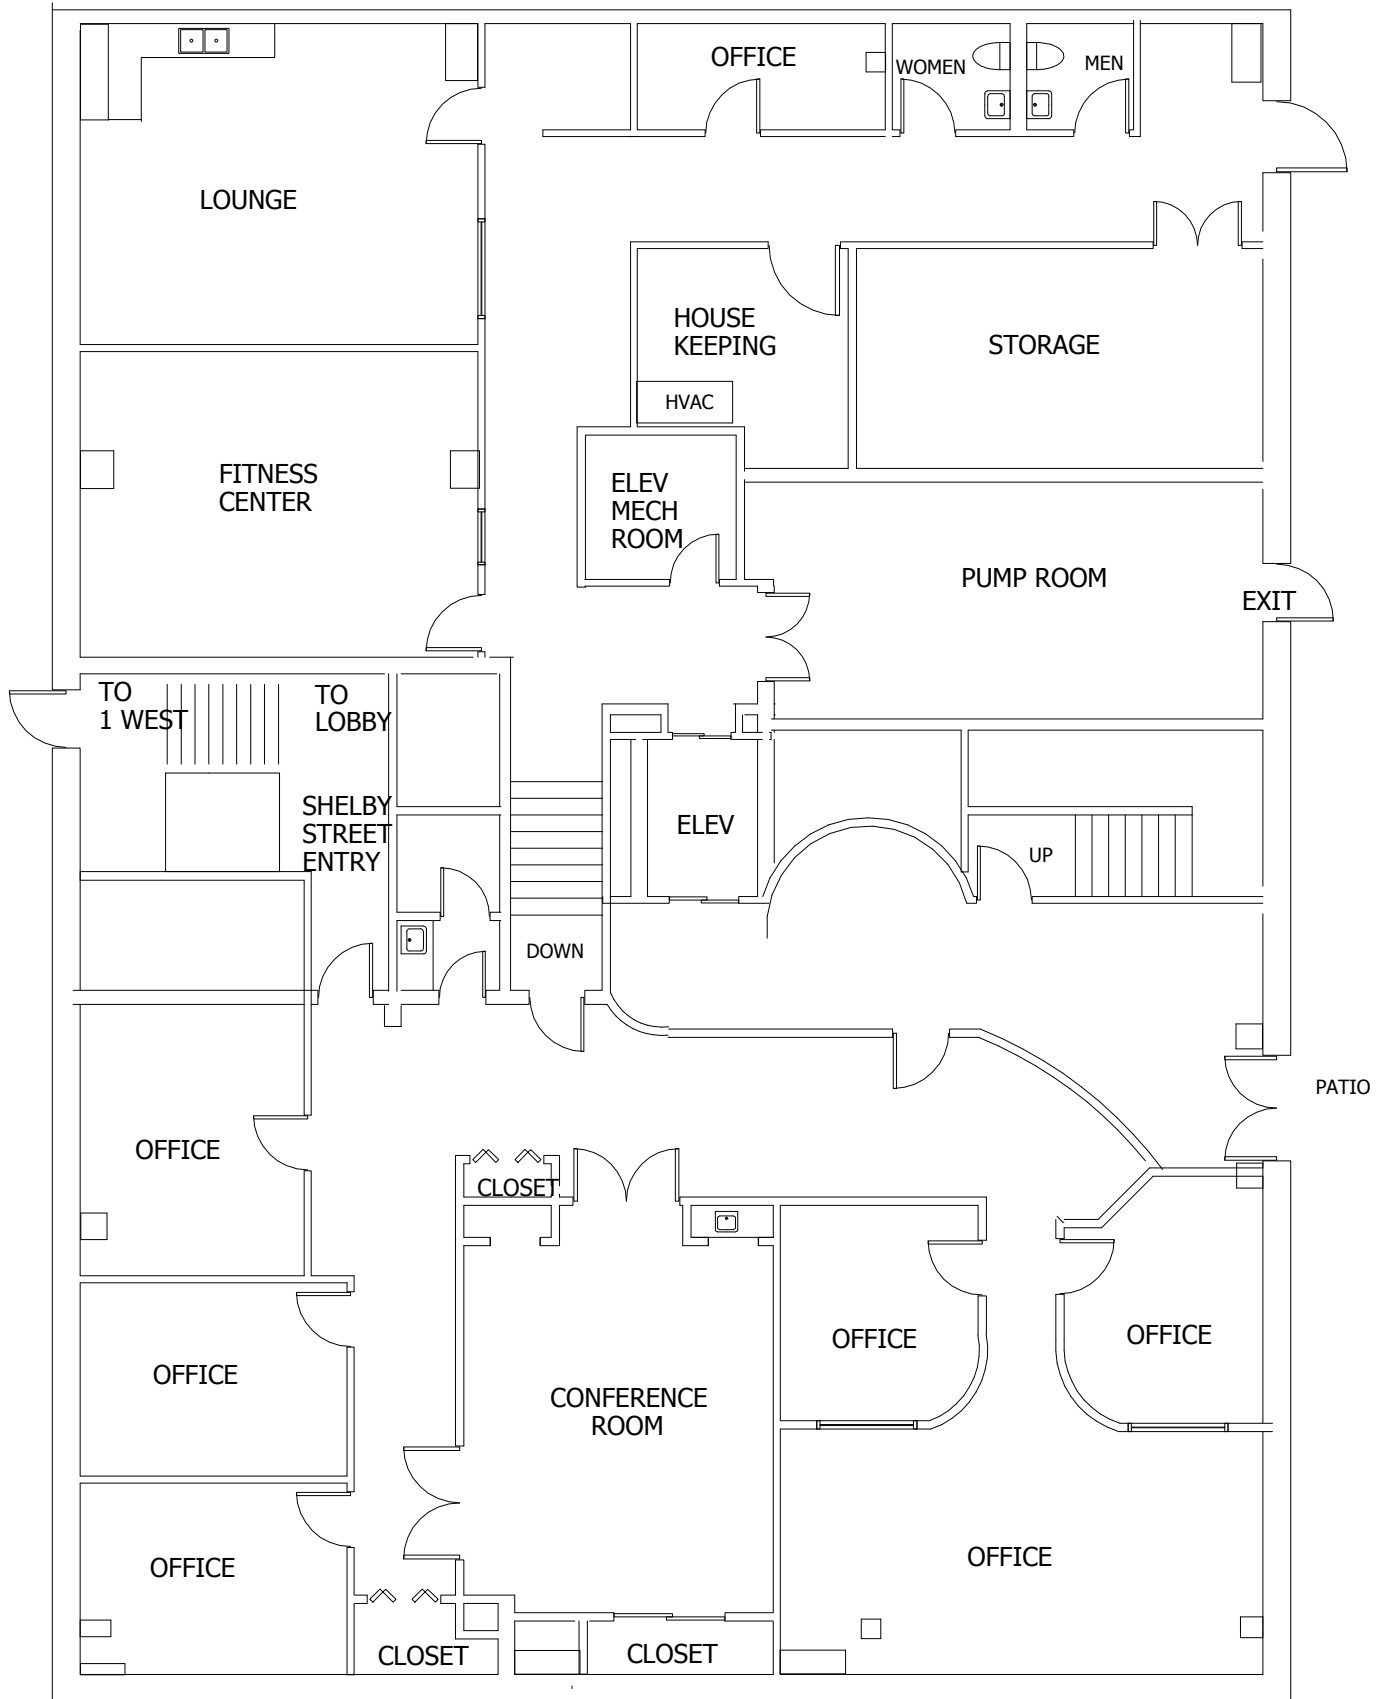 OFFICE
WOMEN
MEN
LOUNGE
HOUSE
KEEPING
STORAGE
HVAC
FITNESS
CENTER
ELEV
MECH
ROOM
PUMP ROOM
EXIT
TO
1 WEST
TO
LOBBY
SHELBY
STREET
ENTRY
ELEV
UP
DOWN
PATIO
OFFICE
CLOSET
OFFICE
OFFICE
OFFICE
CONFERENCE
ROOM
OFFICE
OFFICE
CLOSET
CLOSET